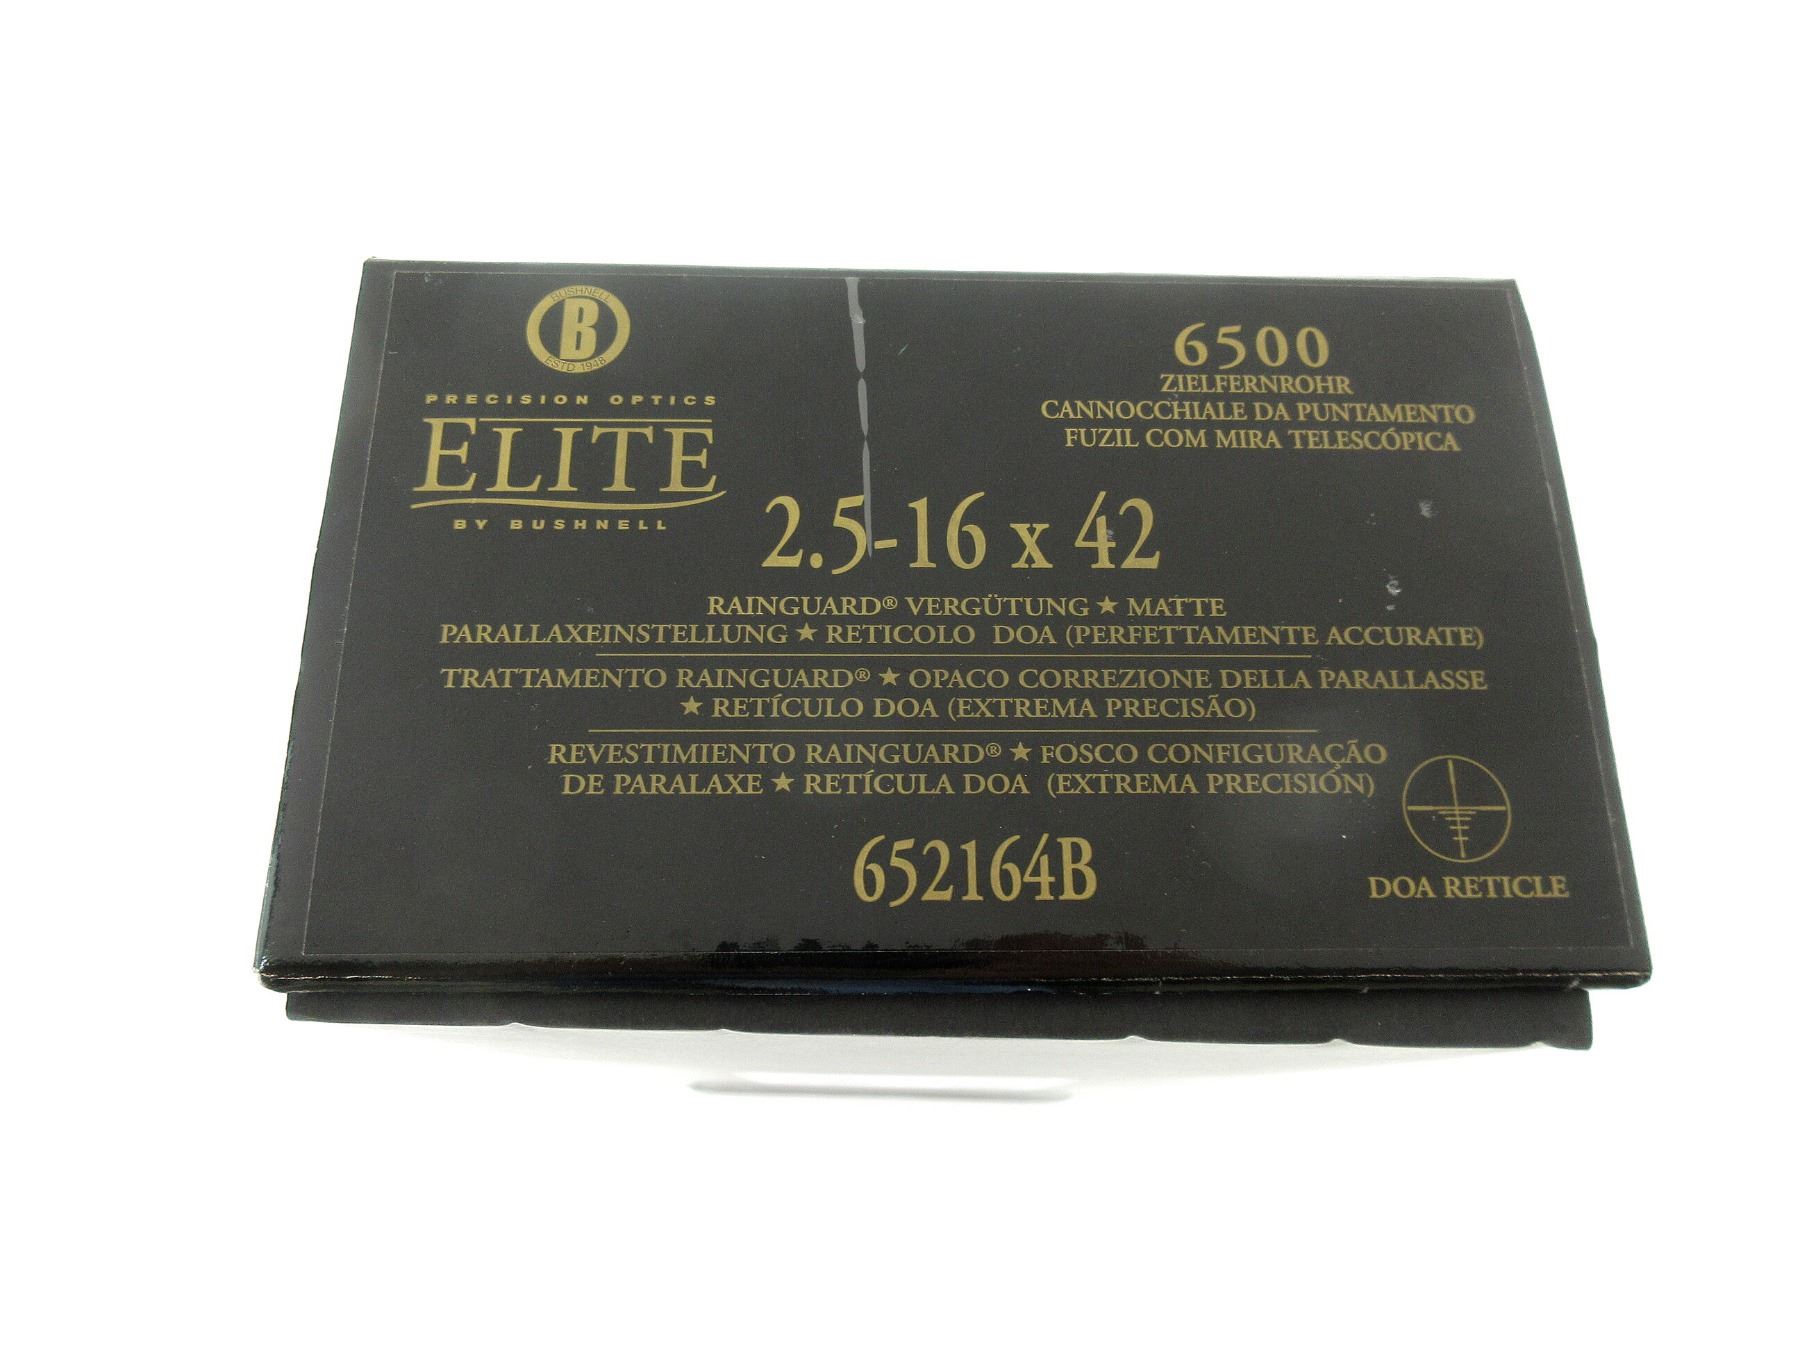 BUSHNELL
B
ESTD 1948
PRECISION OPTICS
ELITE
BY BUSHNELL
6500
ZIELFERNROHR
CANNOCCHIALE DA PUNTAMENTO
FUZIL COM MIRA TELESCÓPICA
2.5-16 x 42
RAINGUARD® VERGÜTUNG ★ MATTE
PARALLAXEINSTELLUNG ★ RETICOLO DOA (PERFETTAMENTE ACCURATE)
TRATTAMENTO RAINGUARD® ★ OPACO CORREZIONE DELLA PARALLASSE
★ RETÍCULO DOA (EXTREMA PRECISÃO)
REVESTIMIENTO RAINGUARD® ★ FOSCO CONFIGURAÇÃO
DE PARALAXE ★ RETÍCULA DOA (EXTREMA PRECISIÓN)
652164B
DOA RETICLE